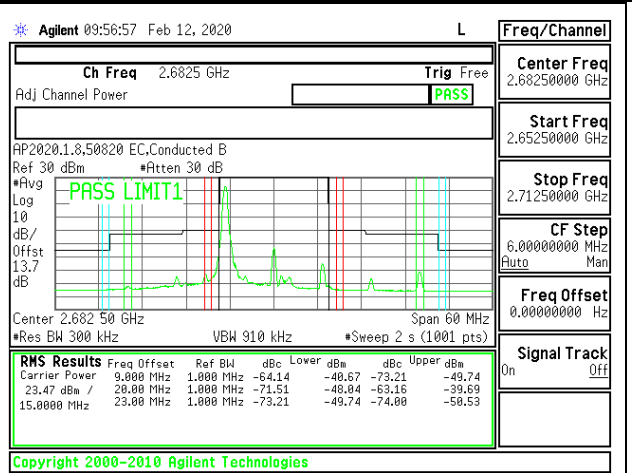 Agilent 09:56:57 Feb 12, 2020 L
Ch Freq 2.6825 GHz Trig Free
Adj Channel Power PASS
AP2020.1.8,50820 EC,Conducted B
Ref 30 dBm #Atten 30 dB
#Avg
Log
10
dB/
Offst
13.7
dB
PASS LIMIT1
Center 2.682 50 GHz Span 60 MHz
#Res BW 300 kHz VBW 910 kHz #Sweep 2 s (1001 pts)
RMS Results Freq Offset Ref BW dBc Lower dBm dBc Upper dBm
Carrier Power 9.000 MHz 1.000 MHz -64.14 -40.67 -73.21 -49.74
23.47 dBm / 20.00 MHz 1.000 MHz -71.51 -48.04 -63.16 -39.69
15.0000 MHz 23.00 MHz 1.000 MHz -73.21 -49.74 -74.00 -50.53
Copyright 2000-2010 Agilent Technologies
Freq/Channel
Center Freq
2.68250000 GHz
Start Freq
2.65250000 GHz
Stop Freq
2.71250000 GHz
CF Step
6.00000000 MHz
Auto Man
Freq Offset
0.00000000 Hz
Signal Track
On Off